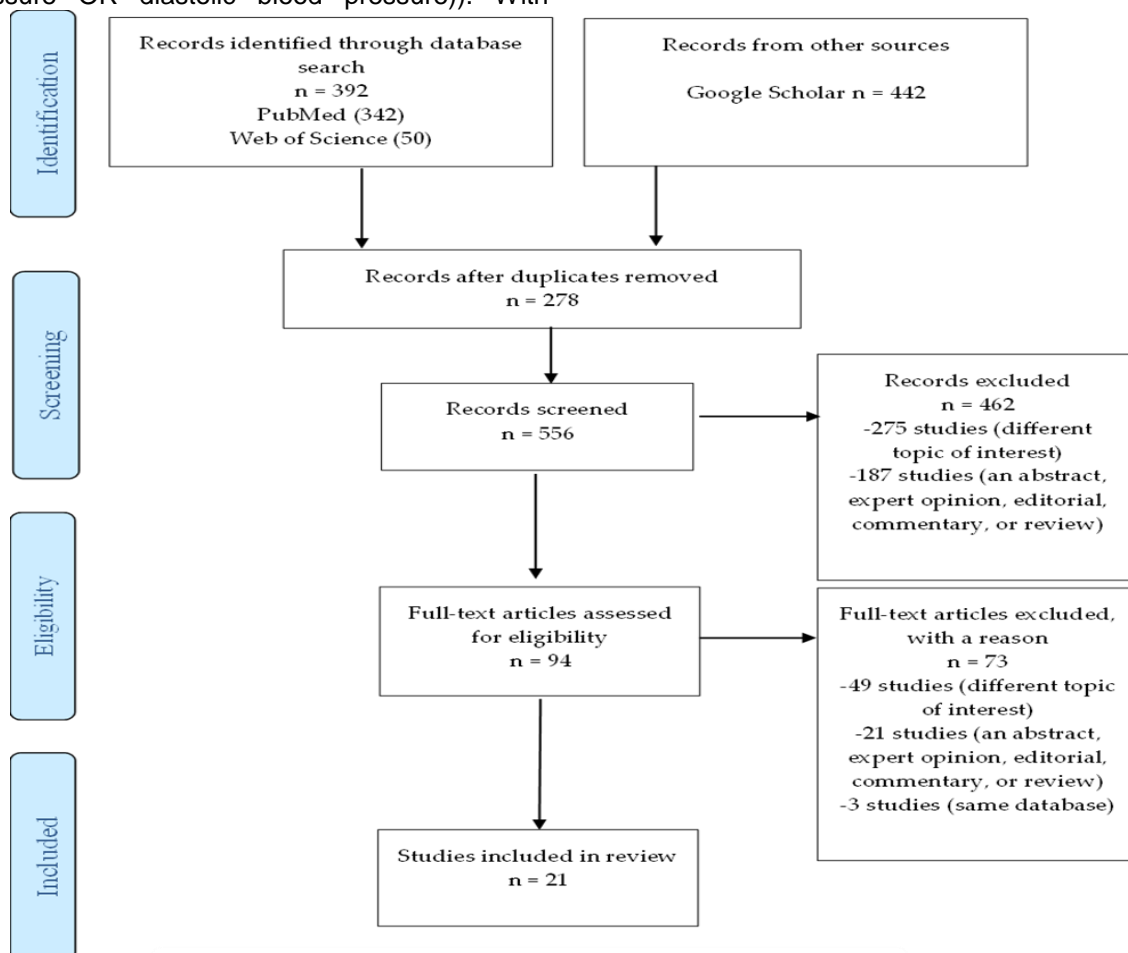 ssure OR diastolic blood pressure)). With
Identification
Records identified through database
search
n = 392
PubMed (342)
Web of Science (50)
Records from other sources
Google Scholar n = 442
Records after duplicates removed
n = 278
Screening
Records screened
n = 556
Records excluded
n = 462
-275 studies (different
topic of interest)
-187 studies (an abstract,
expert opinion, editorial,
commentary, or review)
Eligibility
Full-text articles assessed
for eligibility
n = 94
Full-text articles excluded,
with a reason
n = 73
-49 studies (different topic
of interest)
-21 studies (an abstract,
expert opinion, editorial,
commentary, or review)
-3 studies (same database)
Included
Studies included in review
n = 21